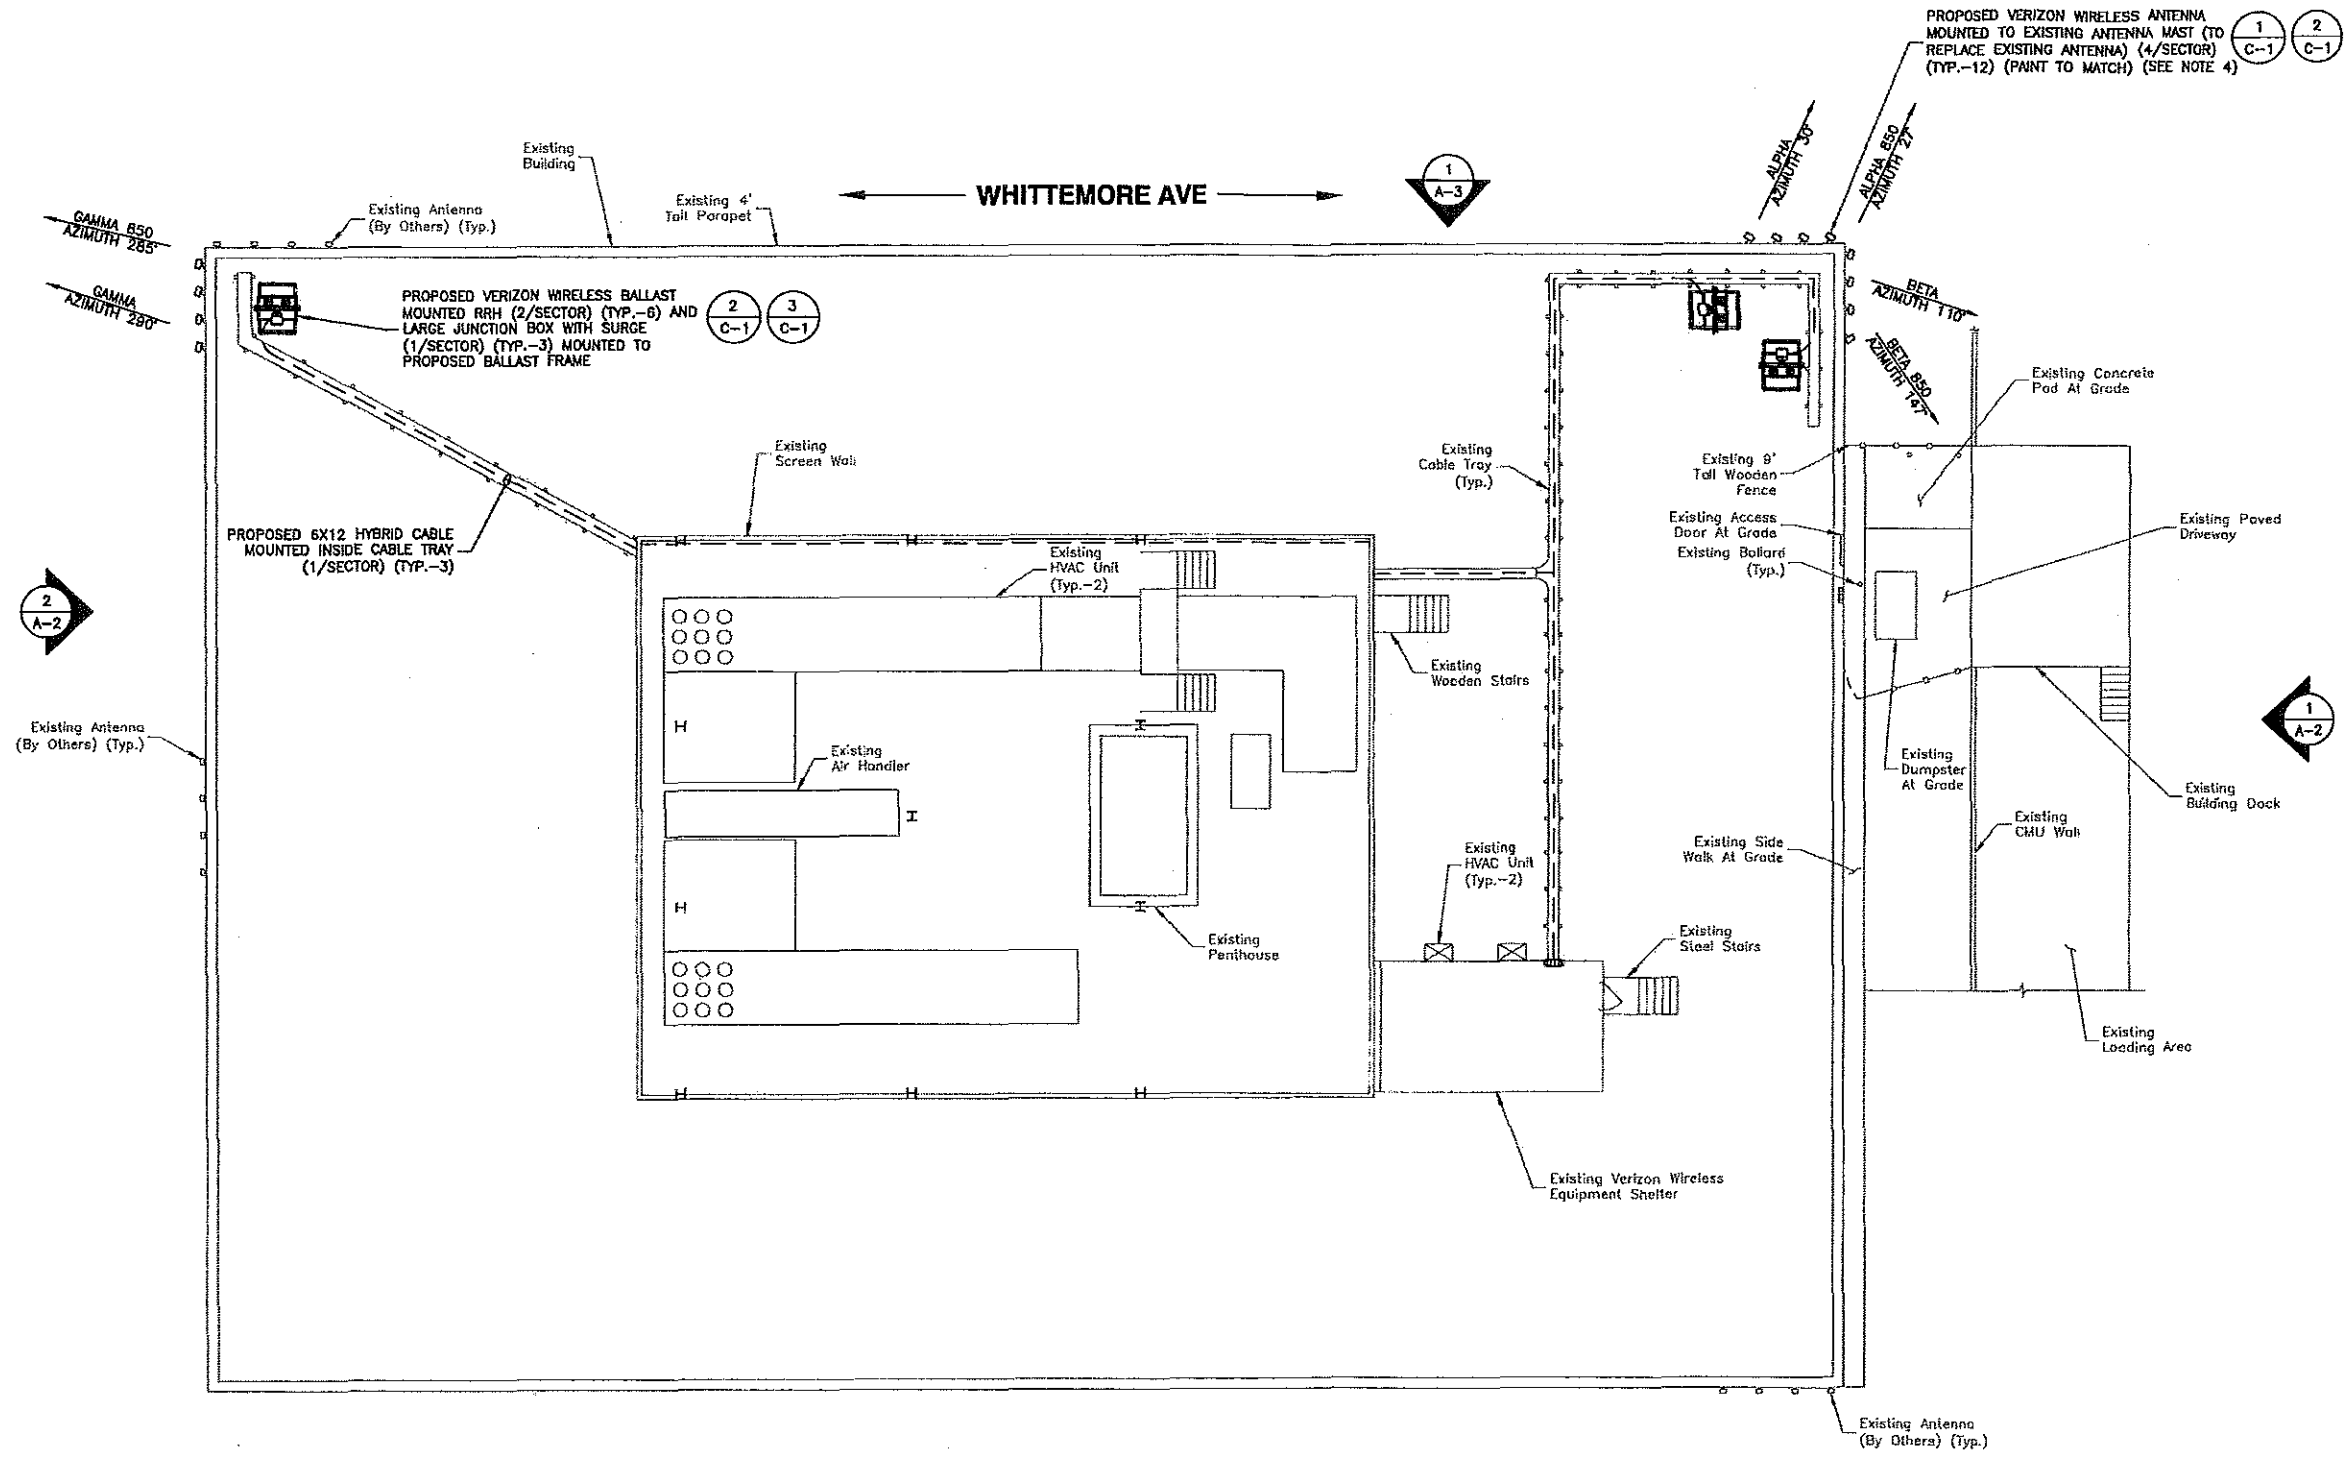 PROPOSED VERIZON WIRELESS ANTENNA
MOUNTED TO EXISTING ANTENNA MAST (TO
REPLACE EXISTING ANTENNA) (4/SECTOR)
(TYP.-12) (PAINT TO MATCH) (SEE NOTE 4)
1
C-1
2
C-1
ALPHA
AZIMUTH 30°
ALPHA 850
AZIMUTH 27°
Existing
Building
Existing 4'
Tall Parapet
WHITTEMORE AVE
1
A-3
Existing Antenna
(By Others) (Typ.)
GAMMA 850
AZIMUTH 285°
GAMMA
AZIMUTH 290°
PROPOSED VERIZON WIRELESS BALLAST
MOUNTED RRH (2/SECTOR) (TYP.-6) AND
LARGE JUNCTION BOX WITH SURGE
(1/SECTOR) (TYP.-3) MOUNTED TO
PROPOSED BALLAST FRAME
2
C-1
3
C-1
BETA
AZIMUTH 110°
BETA 850
AZIMUTH 147°
Existing Concrete
Pad At Grade
Existing
Screen Wall
Existing
Cable Tray
(Typ.)
Existing 9'
Tall Wooden
Fence
Existing Access
Door At Grade
Existing Bollard
(Typ.)
Existing Paved
Driveway
PROPOSED 6X12 HYBRID CABLE
MOUNTED INSIDE CABLE TRAY
(1/SECTOR) (TYP.-3)
Existing
HVAC Unit
(Typ.-2)
2
A-2
Existing
Wooden Stairs
1
A-2
Existing Antenna
(By Others) (Typ.)
Existing
Air Handler
Existing
Dumpster
At Grade
Existing
Building Dock
Existing
CMU Wall
Existing Side
Walk At Grade
Existing
HVAC Unit
(Typ.-2)
Existing
Penthouse
Existing
Steel Stairs
Existing
Loading Area
Existing Verizon Wireless
Equipment Shelter
Existing Antenna
(By Others) (Typ.)